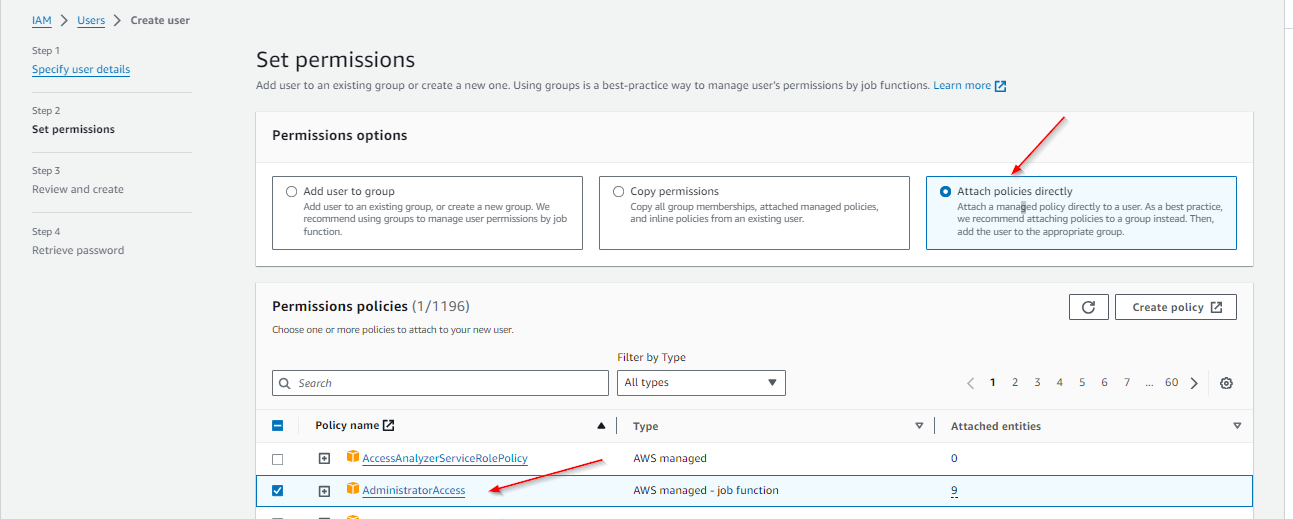 IAM > Users > Create user
Step 1
Specify user details
Step 2
Set permissions
Step 3
Review and create
Step 4
Retrieve password
Set permissions
Add user to an existing group or create a new one. Using groups is a best-practice way to manage user's permissions by job functions. Learn more
Permissions options
Add user to group
Add user to an existing group, or create a new group. We
recommend using groups to manage user permissions by job
function.
Copy permissions
Copy all group memberships, attached managed policies,
and inline policies from an existing user.
Attach policies directly
Attach a managed policy directly to a user. As a best practice,
we recommend attaching policies to a group instead. Then,
add the user to the appropriate group.
Permissions policies (1/1196)
Create policy
Choose one or more policies to attach to your new user.
Filter by Type
Search
All types
1 2 3 4 5 6 7 ... 60
Policy name Type Attached entities
AccessAnalyzerServiceRolePolicy AWS managed 0
AdministratorAccess AWS managed - job function 9